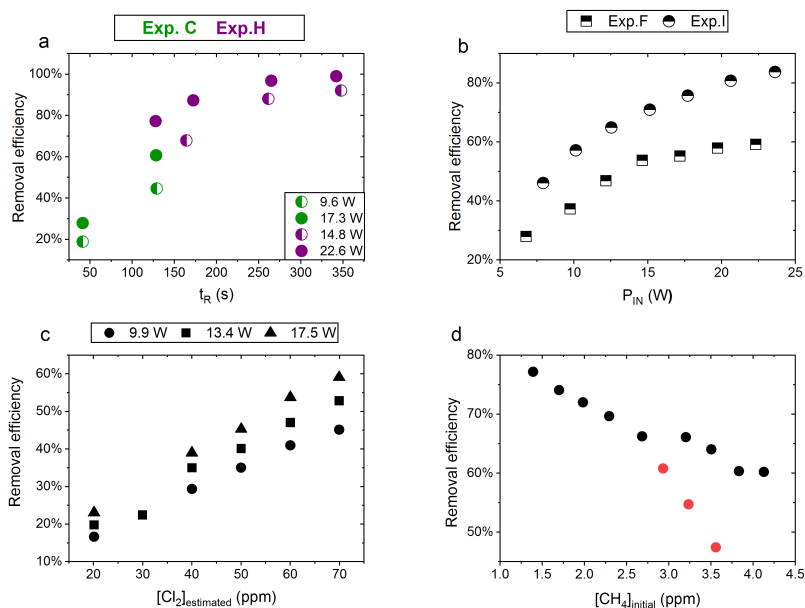 Exp. C Exp.H
a
100%
80%
60%
40%
20%
Removal efficiency
9.6 W
17.3 W
14.8 W
22.6 W
50 100 150 200 250 300 350
t_R (s)
Exp.F Exp.I
b
80%
60%
40%
20%
Removal efficiency
5 10 15 20 25
P_IN (W)
9.9 W 13.4 W 17.5 W
c
60%
50%
40%
30%
20%
10%
Removal efficiency
20 30 40 50 60 70
[Cl2]estimated (ppm)
d
80%
70%
60%
50%
Removal efficiency
1.0 1.5 2.0 2.5 3.0 3.5 4.0 4.5
[CH4]initial (ppm)